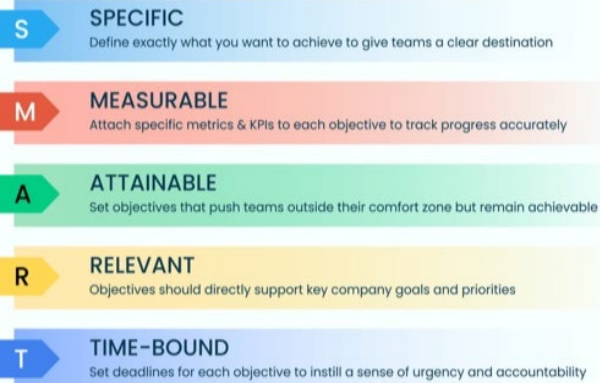 S
SPECIFIC
Define exactly what you want to achieve to give teams a clear destination
M
MEASURABLE
Attach specific metrics & KPIs to each objective to track progress accurately
A
ATTAINABLE
Set objectives that push teams outside their comfort zone but remain achievable
R
RELEVANT
Objectives should directly support key company goals and priorities
T
TIME-BOUND
Set deadlines for each objective to instill a sense of urgency and accountability